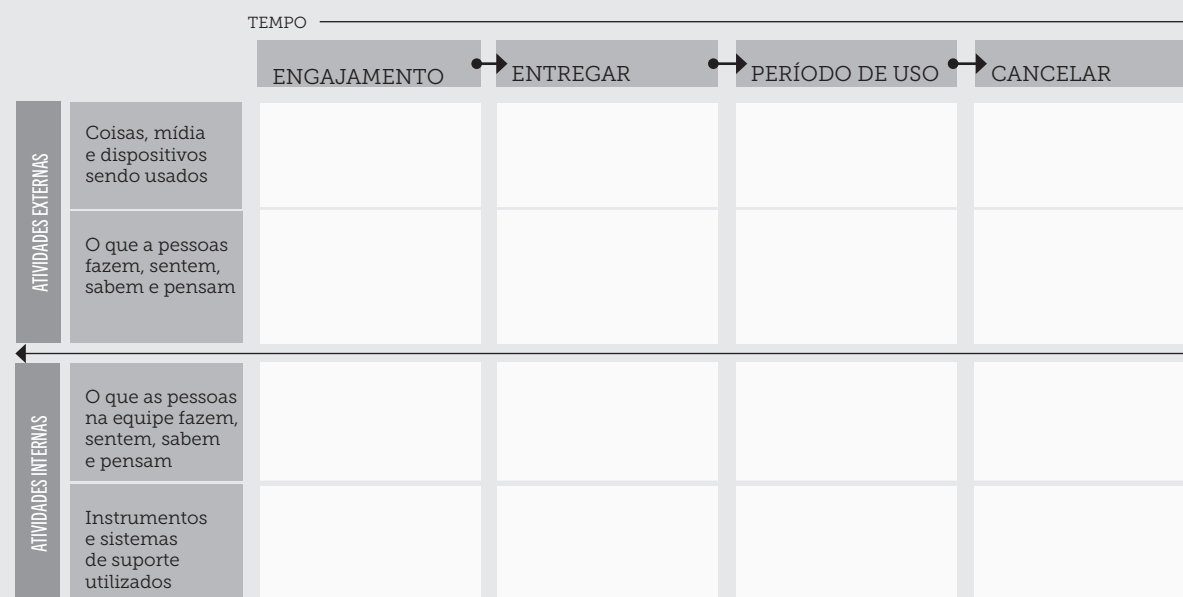 TEMPO
ENGAJAMENTO
ENTREGAR
PERÍODO DE USO
CANCELAR
ATIVIDADES EXTERNAS
Coisas, mídia
e dispositivos
sendo usados
O que a pessoas
fazem, sentem,
sabem e pensam
ATIVIDADES INTERNAS
O que as pessoas
na equipe fazem,
sentem, sabem
e pensam
Instrumentos
e sistemas
de suporte
utilizados